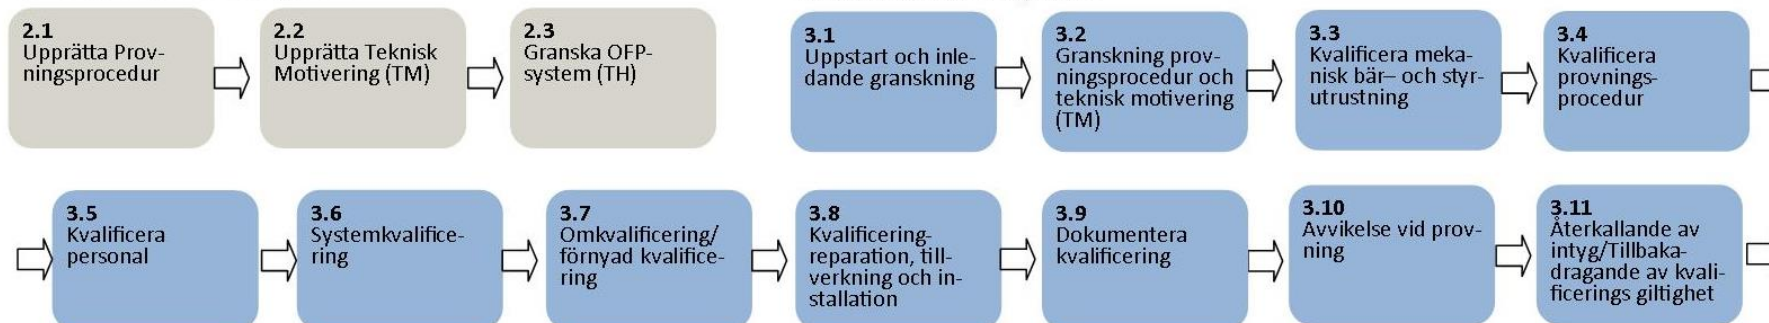 2.1
Upprätta Prov-
ningsprocedur
2.2
Upprätta Teknisk
Motivering (TM)
2.3
Granska OFP-
system (TH)
3.1
Uppstart och inle-
dande granskning
3.2
Granskning prov-
ningsprocedur och
teknisk motivering
(TM)
3.3
Kvalificera meka-
nisk bär– och styr-
utrustning
3.4
Kvalificera
provnings-
procedur
3.5
Kvalificera
personal
3.6
Systemkvalifice-
ring
3.7
Omkvalificering/
förnyad kvalifice-
ring
3.8
Kvalificering-
reparation, till-
verkning och in-
stallation
3.9
Dokumentera
kvalificering
3.10
Avvikelse vid prov-
ning
3.11
Återkallande av
intyg/Tillbaka-
dragande av kvali-
ficerings giltighet